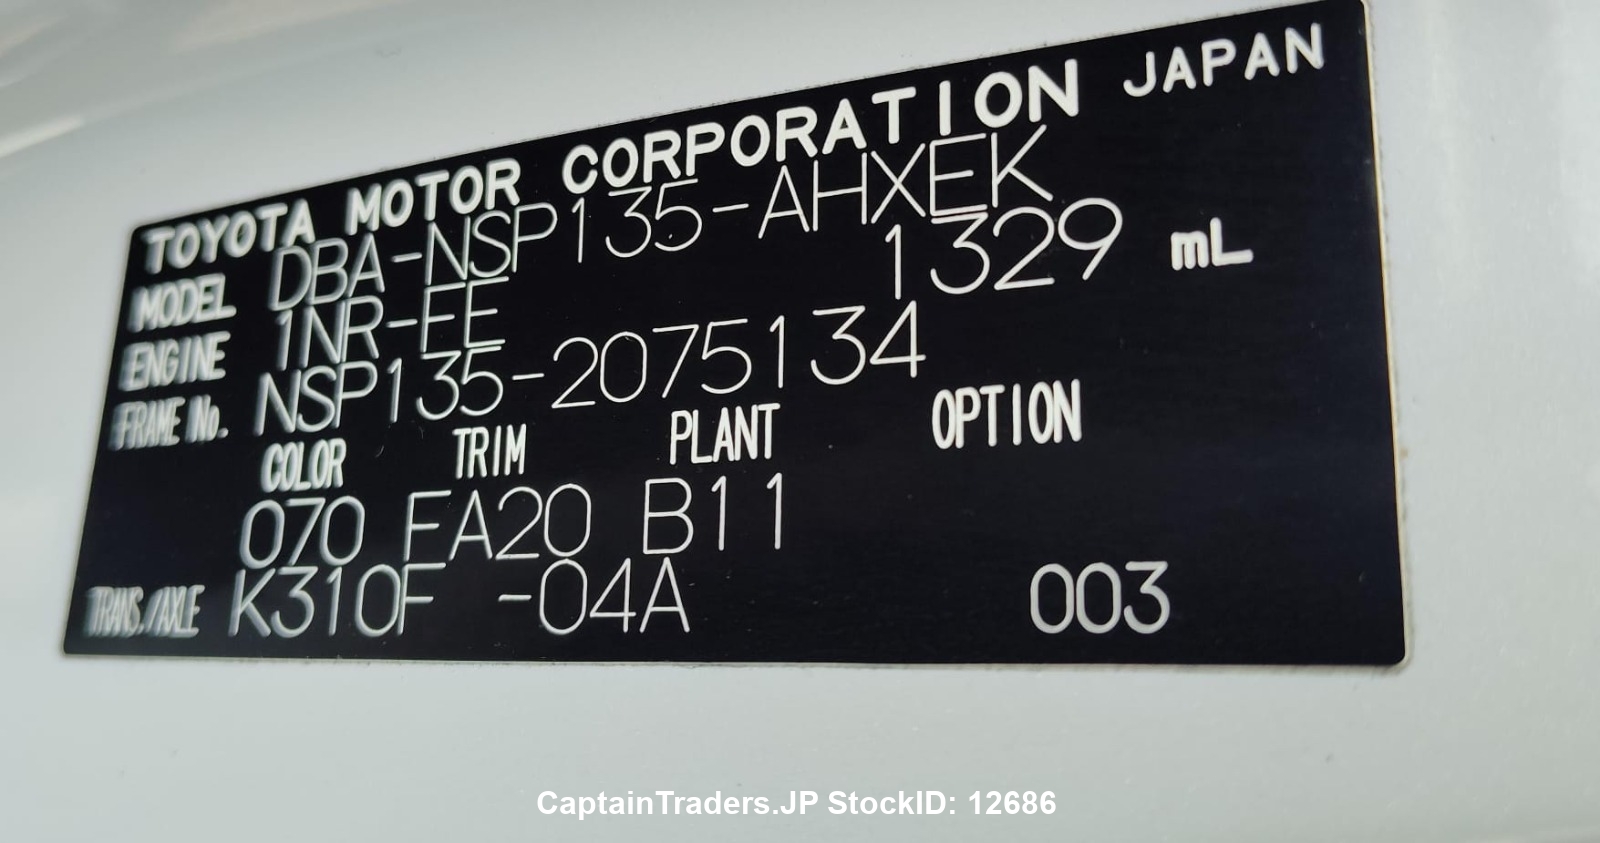 TOYOTA MOTOR CORPORATION JAPAN
MODEL DBA-NSP135-AHXEK
ENGINE 1NR-FE 1329 mL
FRAME No. NSP135-2075134
COLOR TRIM PLANT OPTION
070 FA20 B11
TRANS./AXLE K310F -04A 003
CaptainTraders.JP StockID: 12686